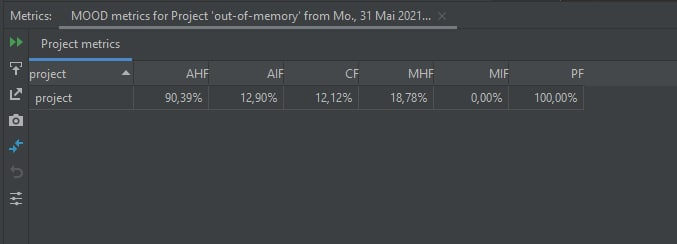 Metrics: MOOD metrics for Project 'out-of-memory' from Mo., 31 Mai 2021...
Project metrics
project AHF AIF CF MHF MIF PF
project 90,39% 12,90% 12,12% 18,78% 0,00% 100,00%